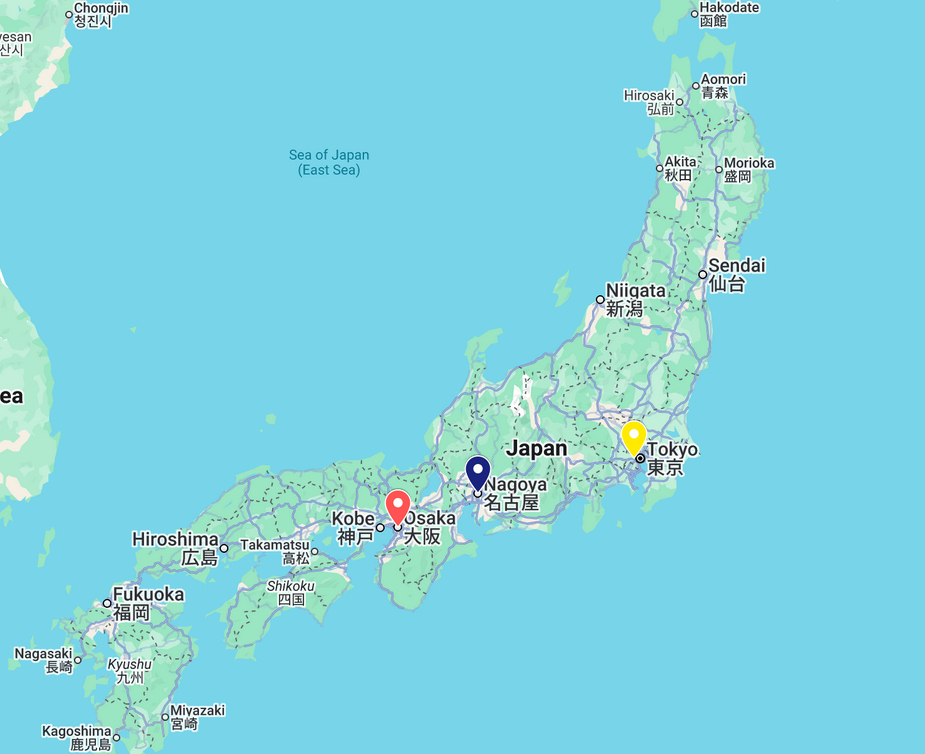 Chongjin
청진시
yesan
산시
Hakodate
函館
Aomori
青森
Hirosaki
弘前
Sea of Japan
(East Sea)
Akita
秋田
Morioka
盛岡
Sendai
仙台
Niigata
新潟
ea
Japan
Tokyo
東京
Nagoya
名古屋
Kobe
神戸
Osaka
大阪
Hiroshima
広島
Takamatsu
高松
Shikoku
四国
Fukuoka
福岡
Nagasaki
長崎
Kyushu
九州
Miyazaki
宮崎
Kagoshima
鹿児島